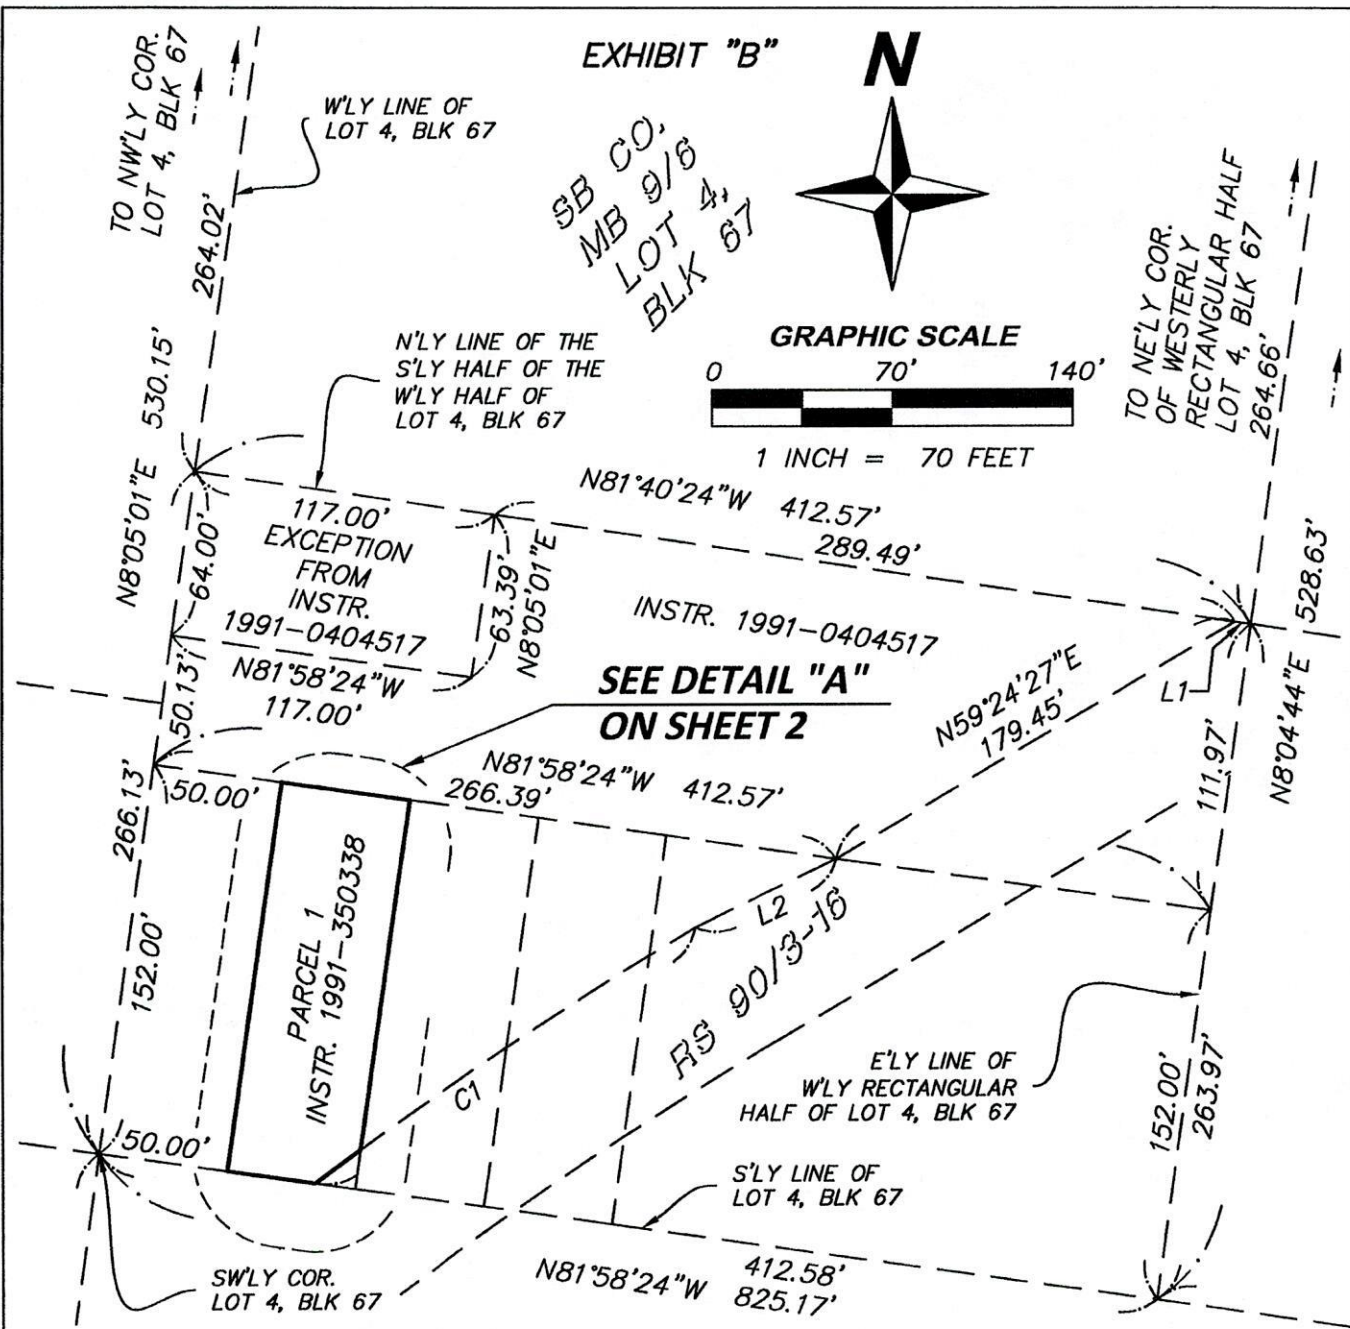 EXHIBIT "B"
N
TO NW'LY COR.
LOT 4, BLK 67
W'LY LINE OF
LOT 4, BLK 67
SB CO,
MB 9/6
LOT 4,
BLK 67
264.02'
530.15'
N8°05'01"E
N'LY LINE OF THE
S'LY HALF OF THE
W'LY HALF OF
LOT 4, BLK 67
GRAPHIC SCALE
0 70' 140'
1 INCH = 70 FEET
TO NE'LY COR.
OF WESTERLY
RECTANGULAR HALF
LOT 4, BLK 67
264.66'
N81°40'24"W 412.57'
289.49'
117.00'
EXCEPTION
FROM
INSTR.
1991-0404517
64.00'
63.39'
N8°05'01"E
N81°58'24"W
117.00'
INSTR. 1991-0404517
528.63'
N8°04'44"E
L1
N59°24'27"E
179.45'
111.97'
SEE DETAIL "A"
ON SHEET 2
50.13'
266.13'
50.00'
N81°58'24"W 412.57'
266.39'
152.00'
PARCEL 1
INSTR. 1991-350338
L2
C1
RS 90/3-16
E'LY LINE OF
W'LY RECTANGULAR
HALF OF LOT 4, BLK 67
152.00'
263.97'
50.00'
S'LY LINE OF
LOT 4, BLK 67
SW'LY COR.
LOT 4, BLK 67
N81°58'24"W 412.58'
825.17'